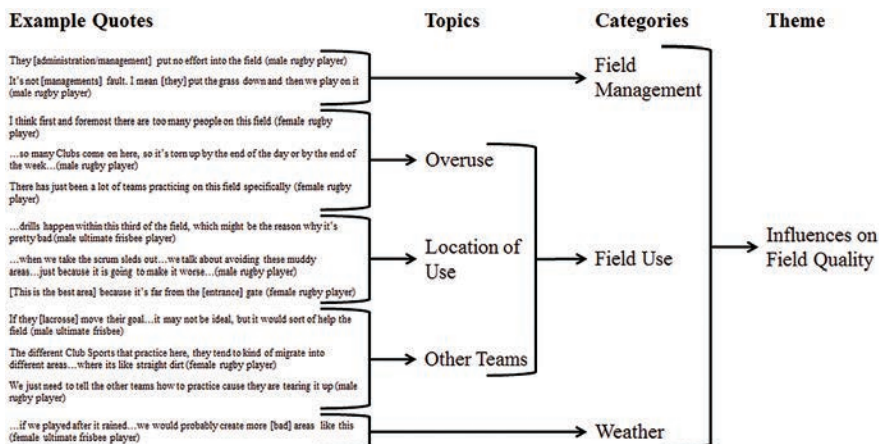 Example Quotes
Topics
Categories
Theme
They [administration/management] put no effort into the field (male rugby player)
It's not [managements] fault. I mean [they] put the grass down and then we play on it
(male rugby player)
Field
Management
I think first and foremost there are too many people on this field (female rugby
player)
…so many Clubs come on here, so it's torn up by the end of the day or by the end of
the week…(male rugby player)
There has just been a lot of teams practicing on this field specifically (female rugby
player)
Overuse
…drills happen within this third of the field, which might be the reason why it's
pretty bad (male ultimate frisbee player)
…when we take the scrum sleds out…we talk about avoiding these muddy
areas…just because it is going to make it worse…(male rugby player)
[This is the best area] because it's far from the [entrance] gate (female rugby player)
Location of
Use
Field Use
Influences on
Field Quality
If they [lacrosse] move their goal…it may not be ideal, but it would sort of help the
field (male ultimate frisbee)
The different Club Sports that practice here, they tend to kind of migrate into
different areas…where its like straight dirt (female rugby player)
We just need to tell the other teams how to practice cause they are tearing it up (male
rugby player)
Other Teams
…if we played after it rained…we would probably create more [bad] areas like this
(female ultimate frisbee player)
Weather